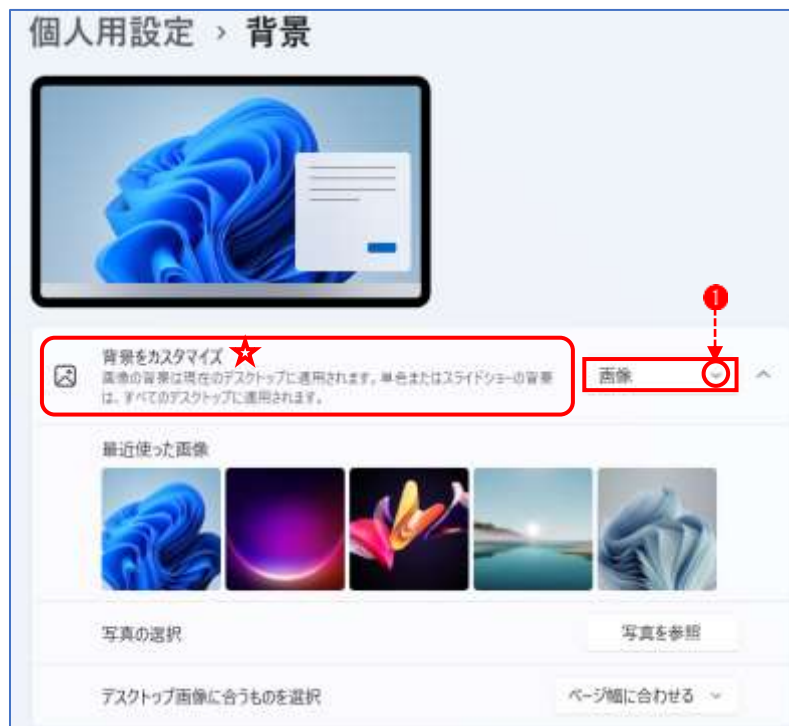 個人用設定 › 背景
❶
背景をカスタマイズ
画像の背景は現在のデスクトップに適用されます。単色またはスライドショーの背景
は、すべてのデスクトップに適用されます。
画像
最近使った画像
写真の選択
写真を参照
デスクトップ画像に合うものを選択
ページ幅に合わせる